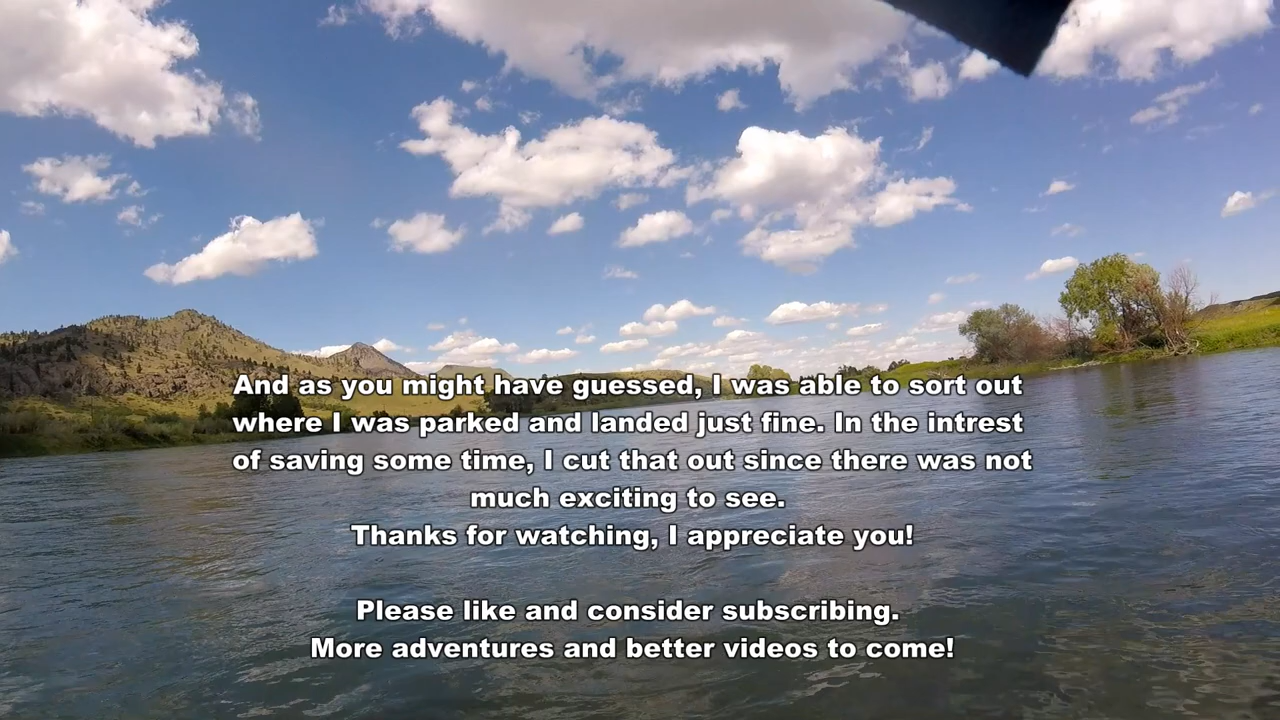 And as you might have guessed, I was able to sort out
where I was parked and landed just fine. In the intrest
of saving some time, I cut that out since there was not
much exciting to see.
Thanks for watching, I appreciate you!
Please like and consider subscribing.
More adventures and better videos to come!